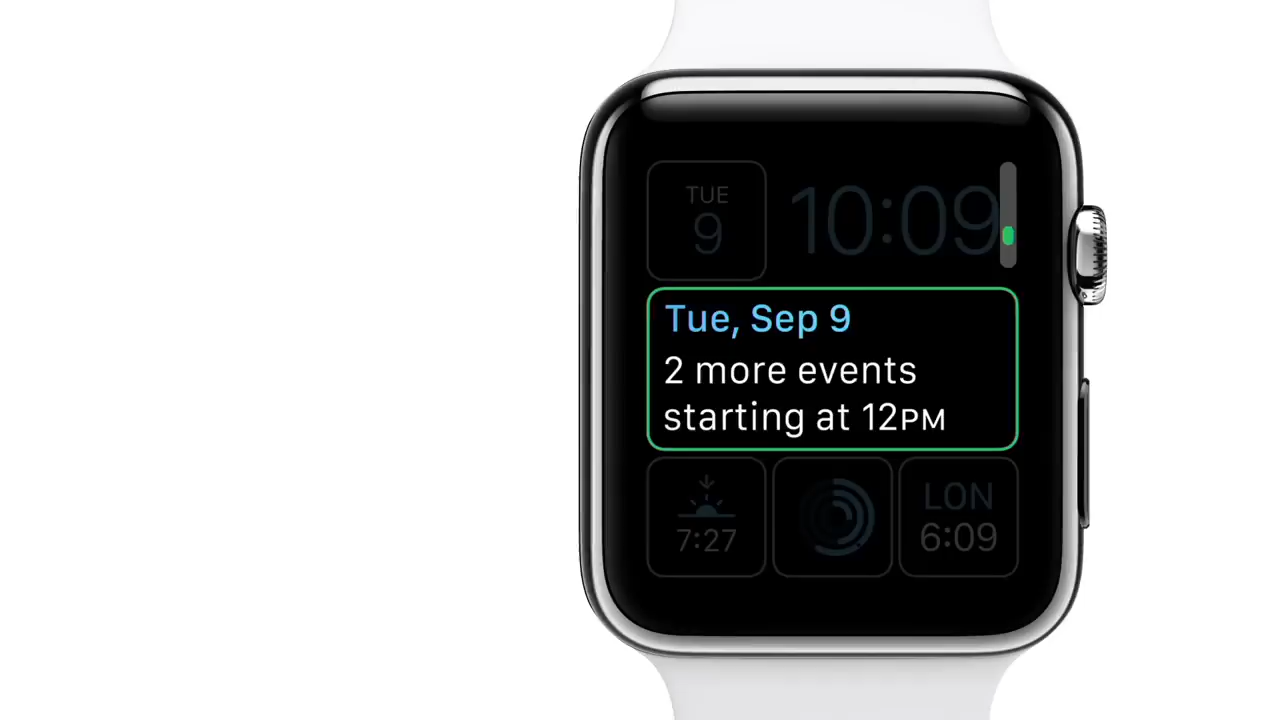 TUE
9
10:09
Tue, Sep 9
2 more events
starting at 12PM
7:27
LON
6:09